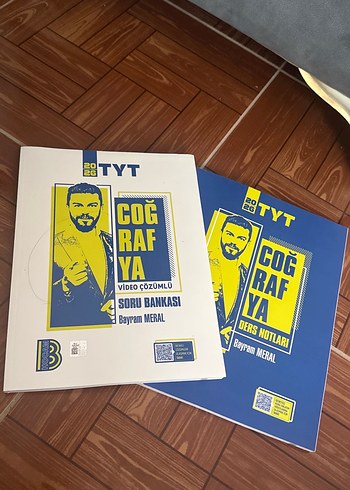 2026 TYT
COĞ
RAF
YA
VİDEO ÇÖZÜMLÜ
SORU BANKASI
Bayram MERAL
2026 TYT
COĞ
RAF
YA
DERS NOTLARI
Bayram MERAL